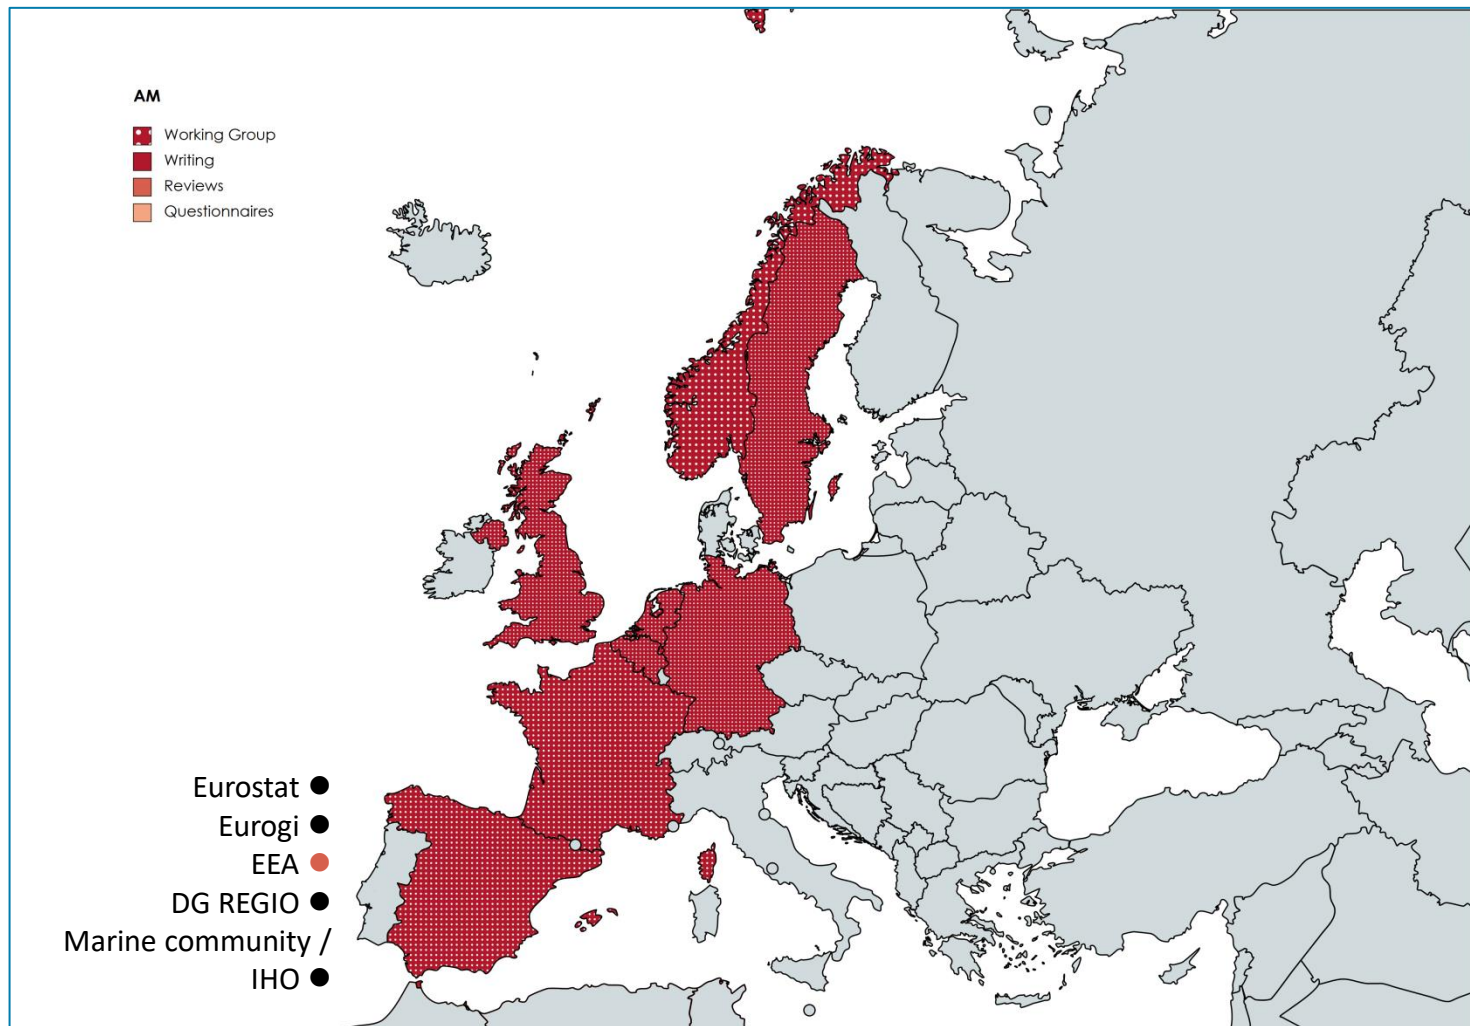 AM
Working Group
Writing
Reviews
Questionnaires
Eurostat
Eurogi
EEA
DG REGIO
Marine community /
IHO